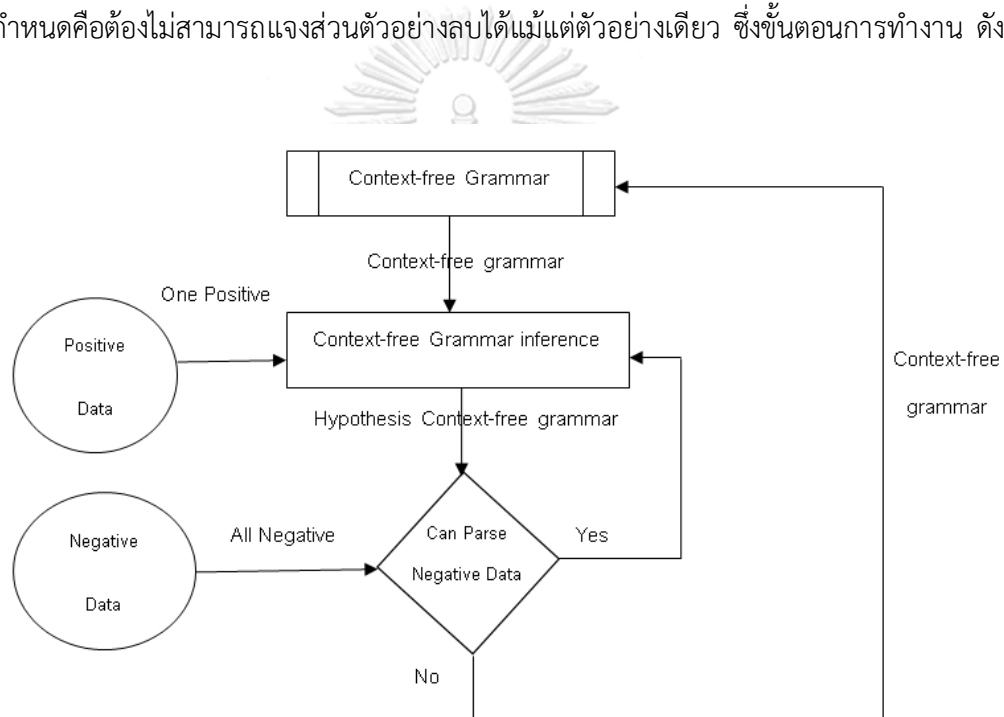 กำหนดคือต้องไม่สามารถแจงส่วนตัวอย่างลบได้แม้แต่ตัวอย่างเดียว ซึ่งขั้นตอนการทำงาน ดัง
Context-free Grammar
Context-free grammar
One Positive
Positive
Data
Context-free Grammar inference
Context-free
grammar
Hypothesis Context-free grammar
Negative
Data
All Negative
Can Parse
Negative Data
Yes
No